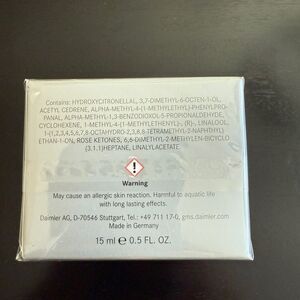 Contains: HYDROXYCITRONELLAL, 3,7-DIMETHYL-6-OCTEN-1-OL,
ACETYL CEDRENE, ALPHA-METHYL-4-(1-METHYLETHYL)-PHENYLPRO-
PANAL, ALPHA-METHYL-1,3-BENZODIOXOL-5-PROPIONALDEHYDE,
CYCLOHEXENE, 1-METHYL-4-(1-METHYLETHENYL)-, (R)-, LINALOOL,
1-(1,2,3,4,5,6,7,8-OCTAHYDRO-2,3,8,8-TETRAMETHYL-2-NAPHTHYL)
ETHAN-1-ON, ROSE KETONES, 6,6-DIMETHYL-2-METHYLEN-BICYCLO
(3.1.1)HEPTANE, LINALYLACETATE
Warning
May cause an allergic skin reaction. Harmful to aquatic life
with long lasting effects.
Daimler AG, D-70546 Stuttgart, Tel.: +49 711 17-0, gms.daimler.com
Made in Germany
15 ml ℮ 0.5 FL. OZ.